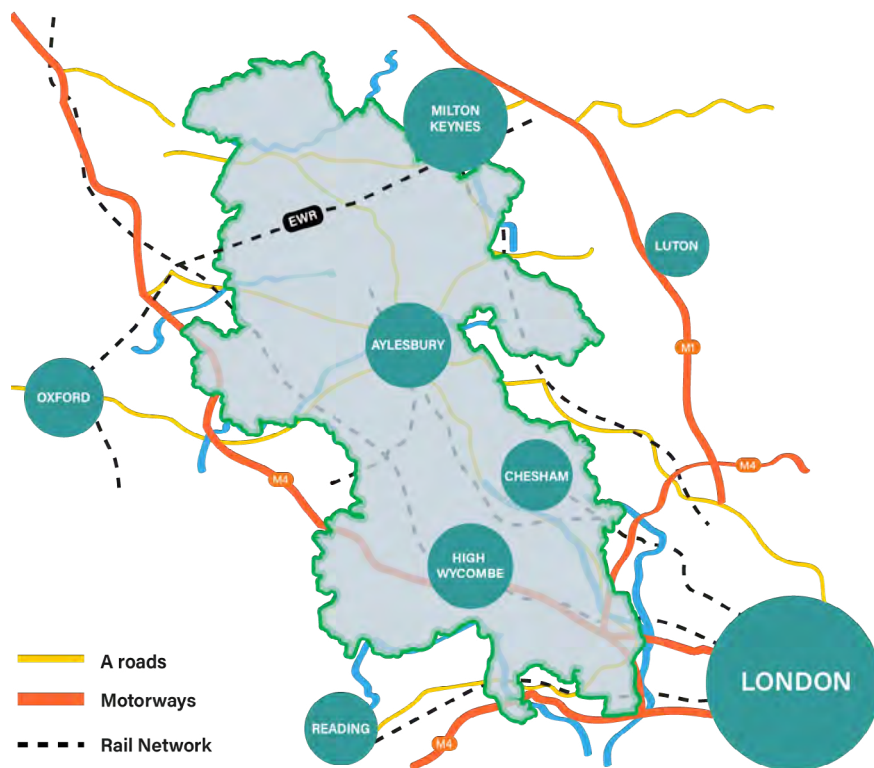 MILTON
KEYNES
EWR
LUTON
AYLESBURY
M1
OXFORD
CHESHAM
M4
M4
HIGH
WYCOMBE
A roads
LONDON
Motorways
READING
M4
Rail Network